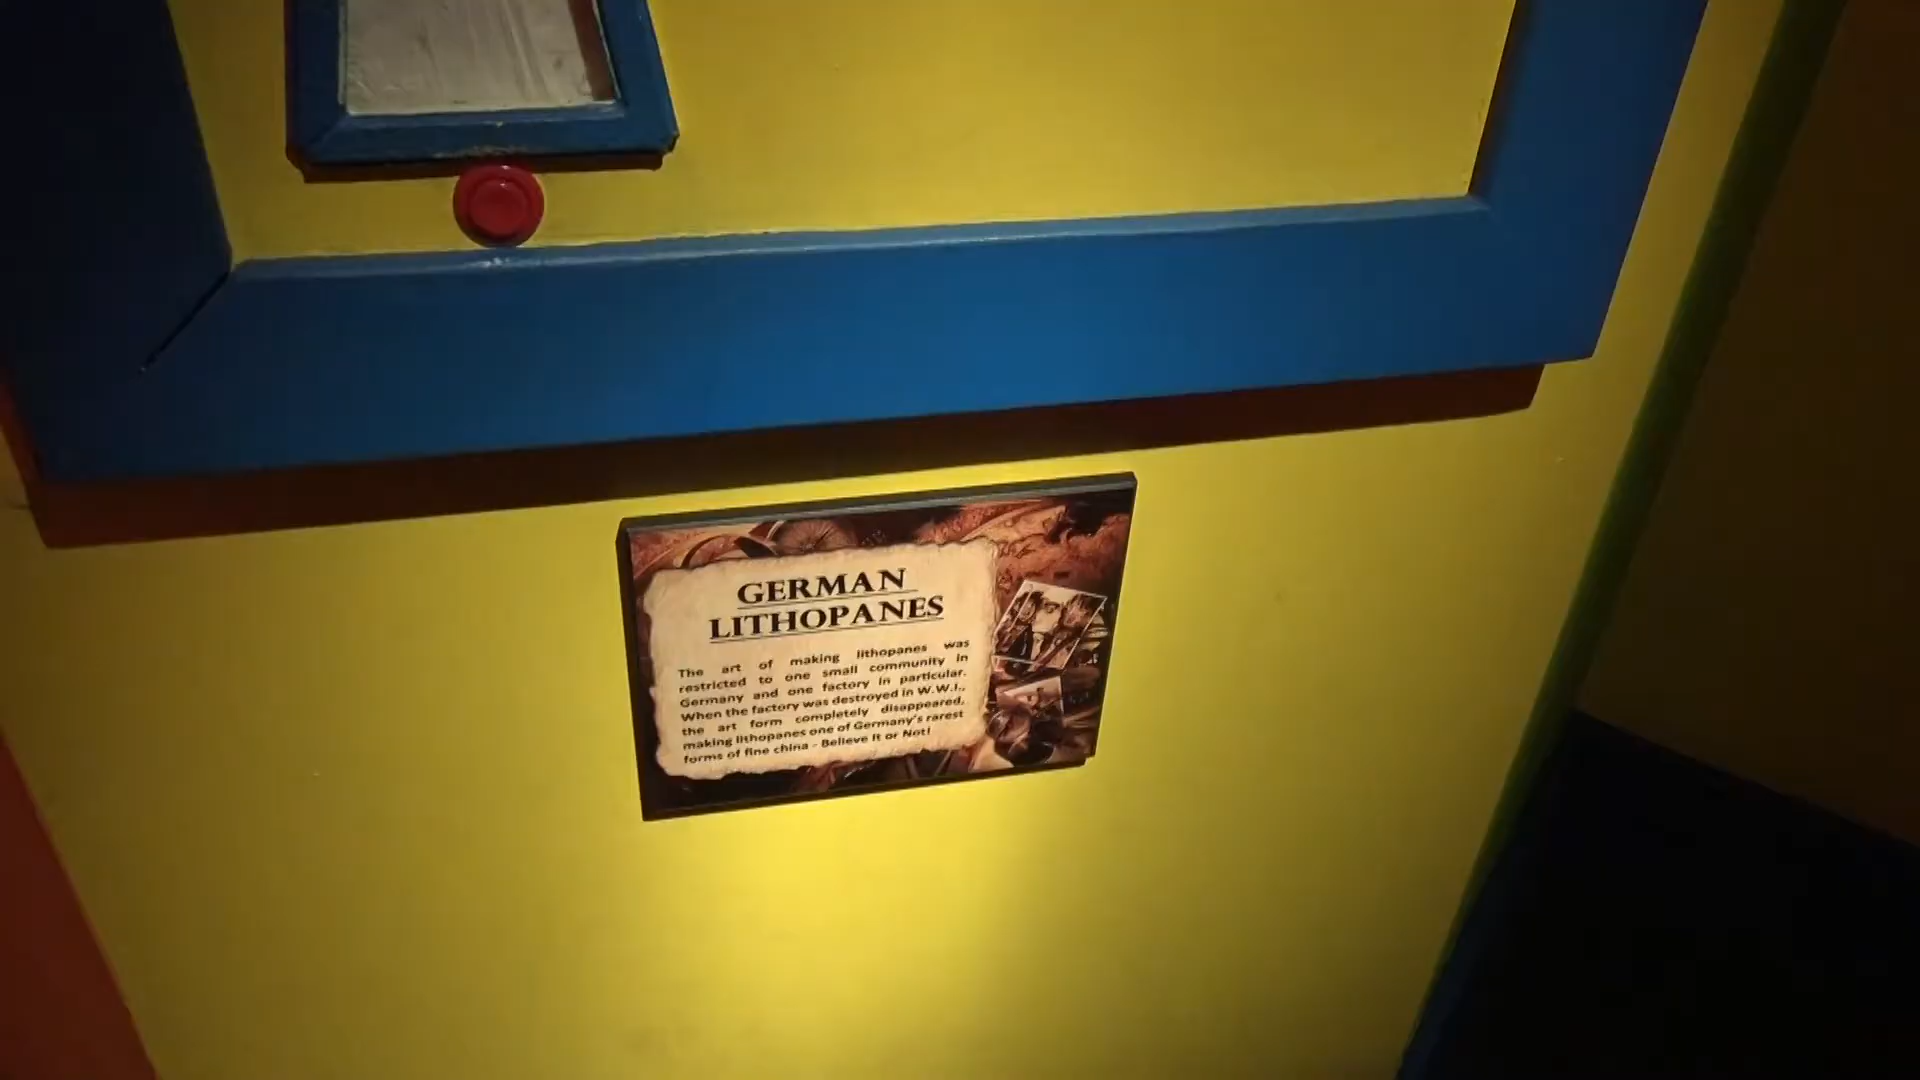 GERMAN
LITHOPANES
The art of making lithopanes was
restricted to one small community in
Germany and one factory in particular.
When the factory was destroyed in W.W.I.,
the art form completely disappeared,
making lithopanes one of Germany's rarest
forms of fine china - Believe It or Not!